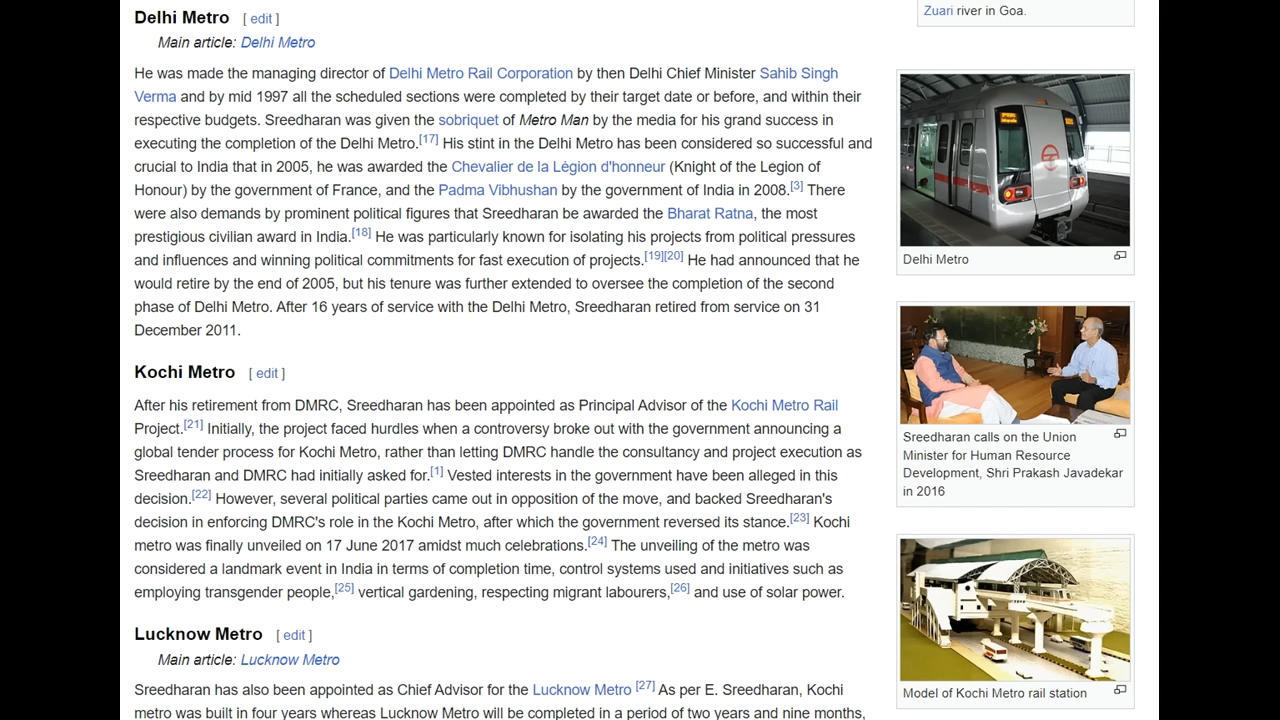 Delhi Metro [ edit ]
Main article: Delhi Metro
He was made the managing director of Delhi Metro Rail Corporation by then Delhi Chief Minister Sahib Singh
Verma and by mid 1997 all the scheduled sections were completed by their target date or before, and within their
respective budgets. Sreedharan was given the sobriquet of Metro Man by the media for his grand success in
executing the completion of the Delhi Metro.[17] His stint in the Delhi Metro has been considered so successful and
crucial to India that in 2005, he was awarded the Chevalier de la Légion d'honneur (Knight of the Legion of
Honour) by the government of France, and the Padma Vibhushan by the government of India in 2008.[3] There
were also demands by prominent political figures that Sreedharan be awarded the Bharat Ratna, the most
prestigious civilian award in India.[18] He was particularly known for isolating his projects from political pressures
and influences and winning political commitments for fast execution of projects.[19][20] He had announced that he
would retire by the end of 2005, but his tenure was further extended to oversee the completion of the second
phase of Delhi Metro. After 16 years of service with the Delhi Metro, Sreedharan retired from service on 31
December 2011.
Kochi Metro [ edit ]
After his retirement from DMRC, Sreedharan has been appointed as Principal Advisor of the Kochi Metro Rail
Project.[21] Initially, the project faced hurdles when a controversy broke out with the government announcing a
global tender process for Kochi Metro, rather than letting DMRC handle the consultancy and project execution as
Sreedharan and DMRC had initially asked for.[1] Vested interests in the government have been alleged in this
decision.[22] However, several political parties came out in opposition of the move, and backed Sreedharan's
decision in enforcing DMRC's role in the Kochi Metro, after which the government reversed its stance.[23] Kochi
metro was finally unveiled on 17 June 2017 amidst much celebrations.[24] The unveiling of the metro was
considered a landmark event in India in terms of completion time, control systems used and initiatives such as
employing transgender people,[25] vertical gardening, respecting migrant labourers,[26] and use of solar power.
Lucknow Metro [ edit ]
Main article: Lucknow Metro
Sreedharan has also been appointed as Chief Advisor for the Lucknow Metro [27] As per E. Sreedharan, Kochi
metro was built in four years whereas Lucknow Metro will be completed in a period of two years and nine months,
Zuari river in Goa.
Delhi Metro
Sreedharan calls on the Union
Minister for Human Resource
Development, Shri Prakash Javadekar
in 2016
Model of Kochi Metro rail station